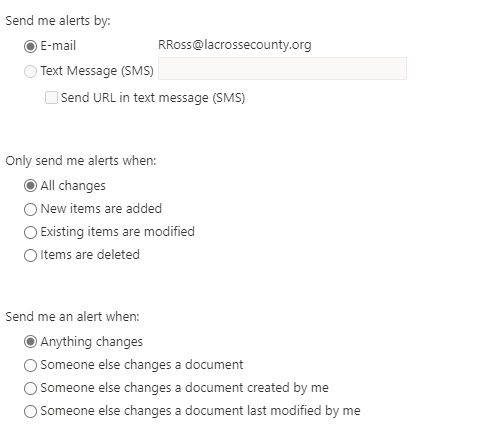 Send me alerts by:
E-mail RRoss@lacrossecounty.org
Text Message (SMS)
Send URL in text message (SMS)
Only send me alerts when:
All changes
New items are added
Existing items are modified
Items are deleted
Send me an alert when:
Anything changes
Someone else changes a document
Someone else changes a document created by me
Someone else changes a document last modified by me